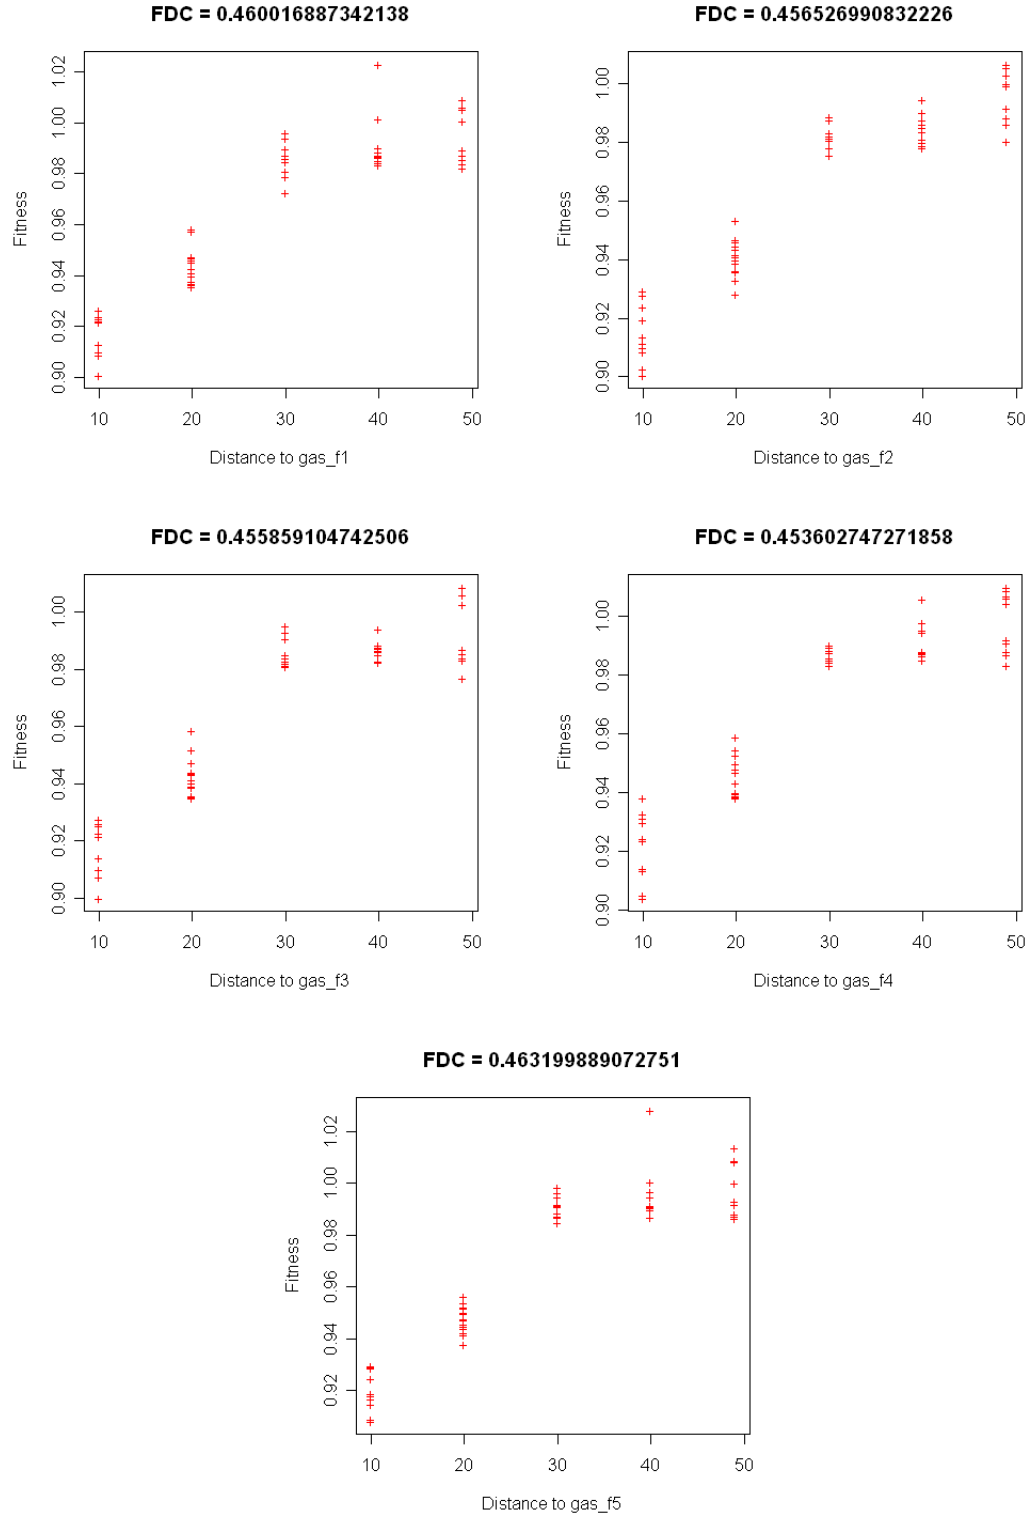 FDC = 0.460016887342138
Fitness
0.90 0.92 0.94 0.96 0.98 1.00 1.02
10 20 30 40 50
Distance to gas_f1
FDC = 0.456526990832226
Fitness
0.90 0.92 0.94 0.96 0.98 1.00
10 20 30 40 50
Distance to gas_f2
FDC = 0.455859104742506
Fitness
0.90 0.92 0.94 0.96 0.98 1.00
10 20 30 40 50
Distance to gas_f3
FDC = 0.453602747271858
Fitness
0.90 0.92 0.94 0.96 0.98 1.00
10 20 30 40 50
Distance to gas_f4
FDC = 0.463199889072751
Fitness
0.92 0.94 0.96 0.98 1.00 1.02
10 20 30 40 50
Distance to gas_f5